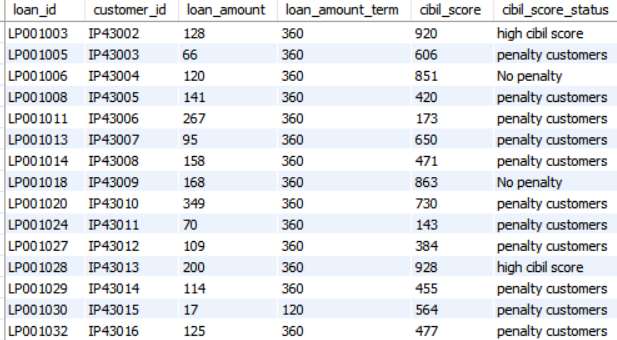 loan_id customer_id loan_amount loan_amount_term cibil_score cibil_score_status
LP001003 IP43002 128 360 920 high cibil score
LP001005 IP43003 66 360 606 penalty customers
LP001006 IP43004 120 360 851 No penalty
LP001008 IP43005 141 360 420 penalty customers
LP001011 IP43006 267 360 173 penalty customers
LP001013 IP43007 95 360 650 penalty customers
LP001014 IP43008 158 360 471 penalty customers
LP001018 IP43009 168 360 863 No penalty
LP001020 IP43010 349 360 730 penalty customers
LP001024 IP43011 70 360 143 penalty customers
LP001027 IP43012 109 360 384 penalty customers
LP001028 IP43013 200 360 928 high cibil score
LP001029 IP43014 114 360 455 penalty customers
LP001030 IP43015 17 120 564 penalty customers
LP001032 IP43016 125 360 477 penalty customers